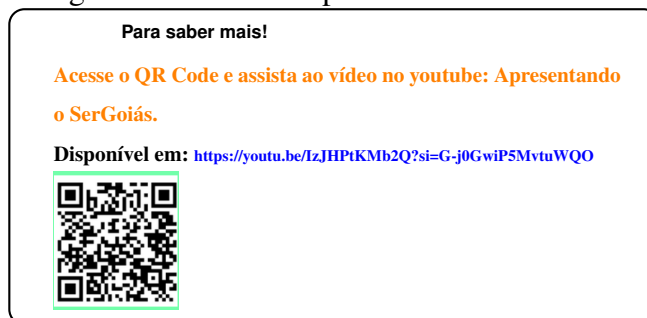 Para saber mais!
Acesse o QR Code e assista ao vídeo no youtube: Apresentando
o SerGoiás.
Disponível em: https://youtu.be/IzJHPtKMb2Q?si=G-j0GwiP5MvtuWQO